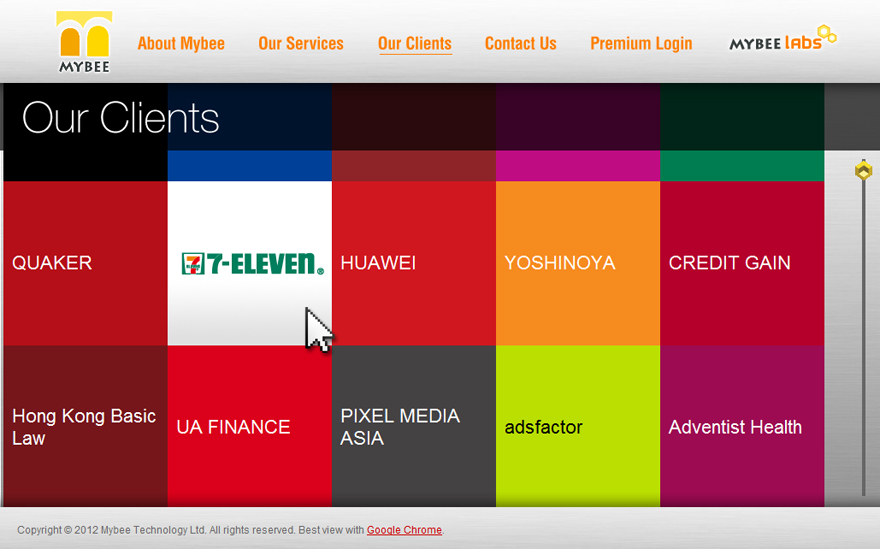 MYBEE
About Mybee
Our Services
Our Clients
Contact Us
Premium Login
MYBEE labs
Our Clients
QUAKER
7 ELEVEN 7-ELEVEN®
HUAWEI
YOSHINOYA
CREDIT GAIN
Hong Kong Basic
Law
UA FINANCE
PIXEL MEDIA
ASIA
adsfactor
Adventist Health
Copyright © 2012 Mybee Technology Ltd. All rights reserved. Best view with Google Chrome.